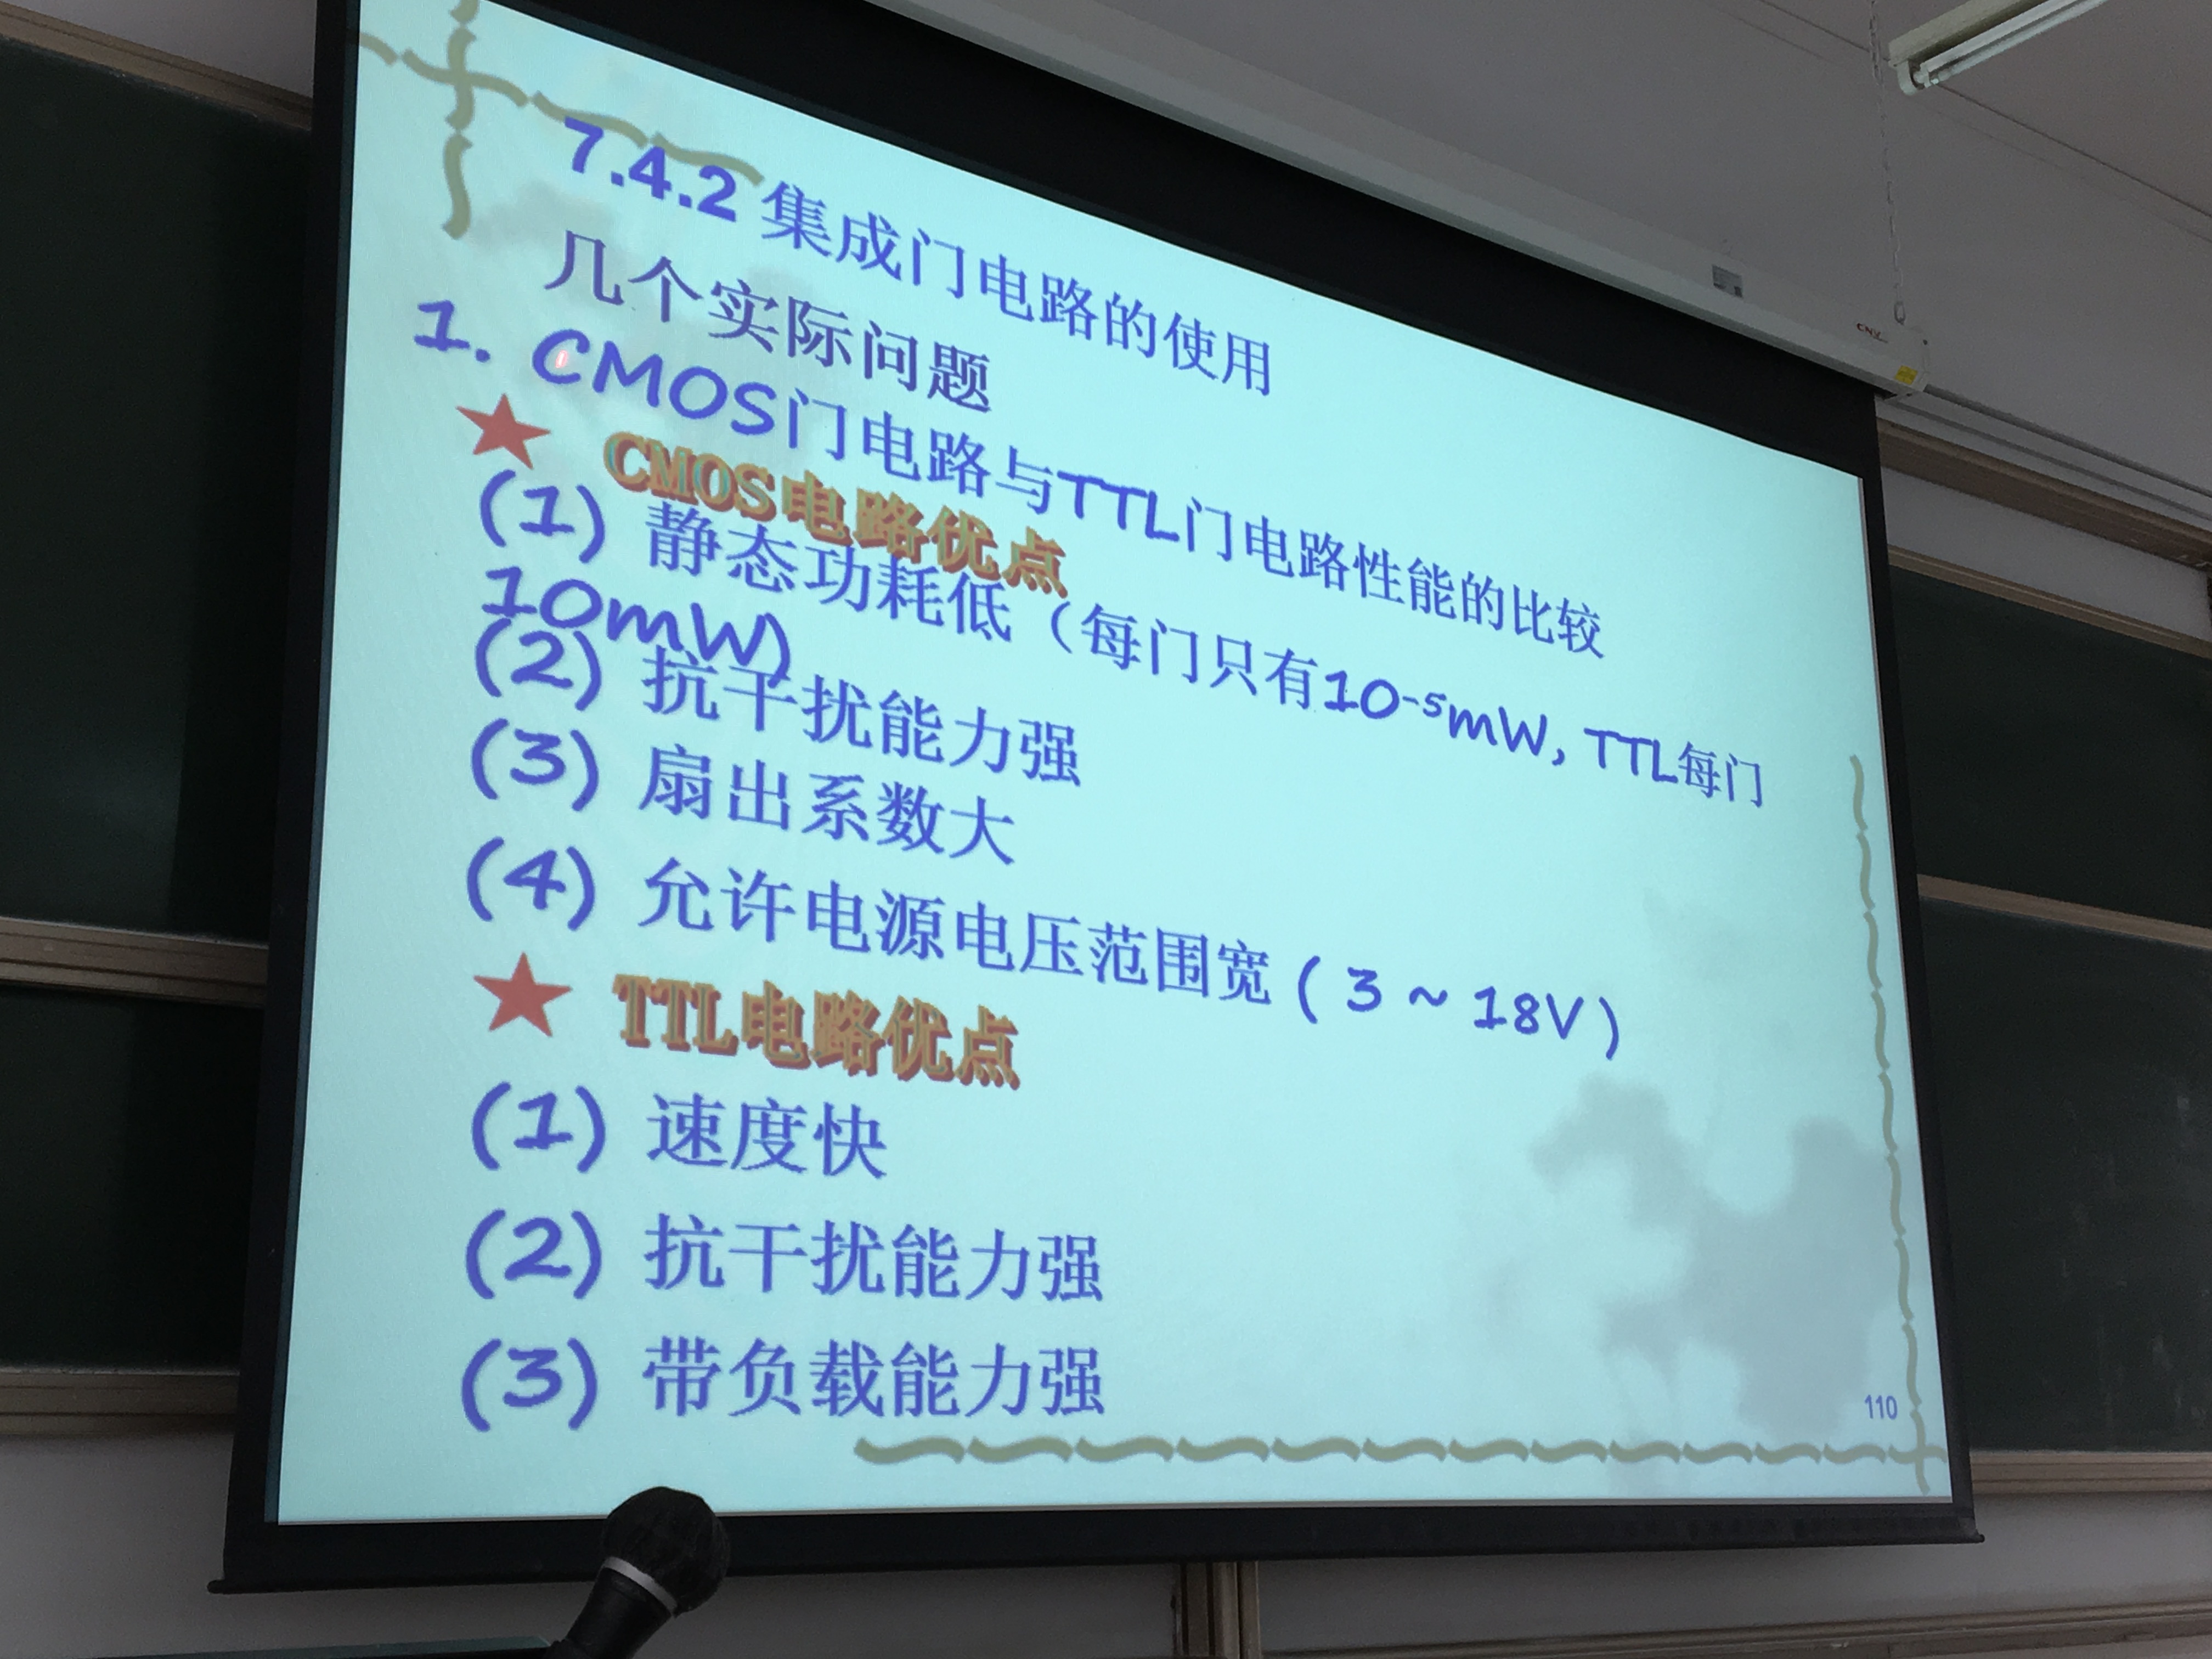 7.4.2 集成门电路的使用
几个实际问题
1. CMOS门电路与TTL门电路性能的比较
CMOS电路优点
(1) 静态功耗低（每门只有10-5mW, TTL每门
10mW)
(2) 抗干扰能力强
(3) 扇出系数大
(4) 允许电源电压范围宽 ( 3 ~ 18V )
TTL电路优点
(1) 速度快
(2) 抗干扰能力强
(3) 带负载能力强
110